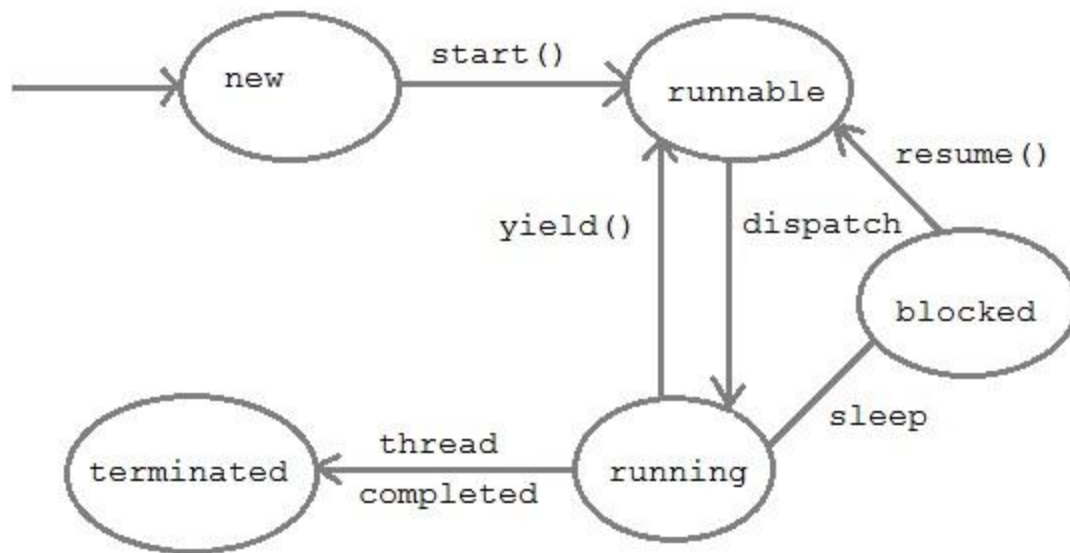 new
start()
runnable
resume()
yield()
dispatch
blocked
sleep
thread
completed
terminated
running